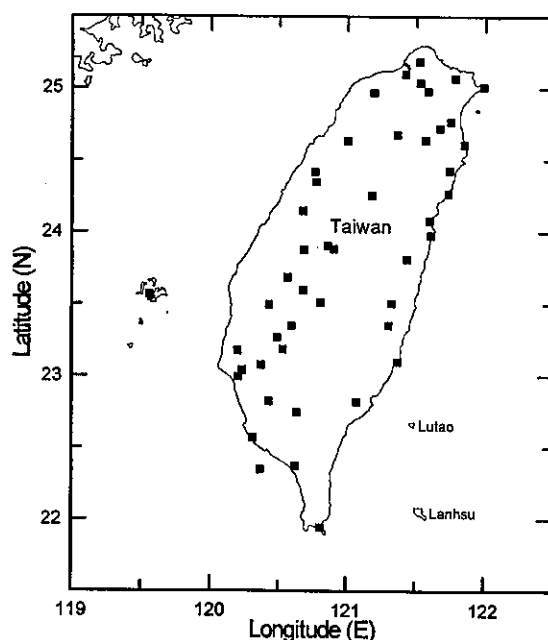 25
24
Taiwan
Latitude (N)
23
Lutao
22
Lanhsu
119
120
121
122
Longitude (E)